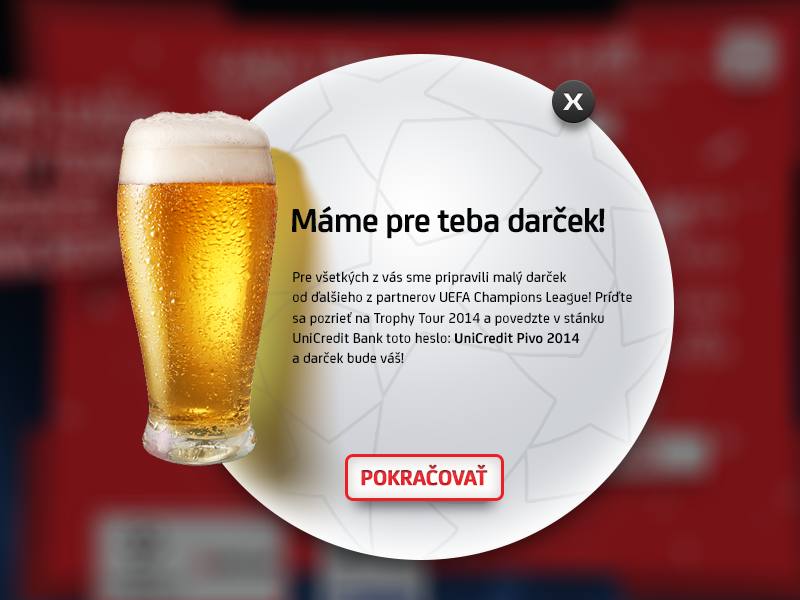 X
Máme pre teba darček!
Pre všetkých z vás sme pripravili malý darček
od ďalšieho z partnerov UEFA Champions League! Príďte
sa pozrieť na Trophy Tour 2014 a povedzte v stánku
UniCredit Bank toto heslo: UniCredit Pivo 2014
a darček bude váš!
POKRAČOVAŤ